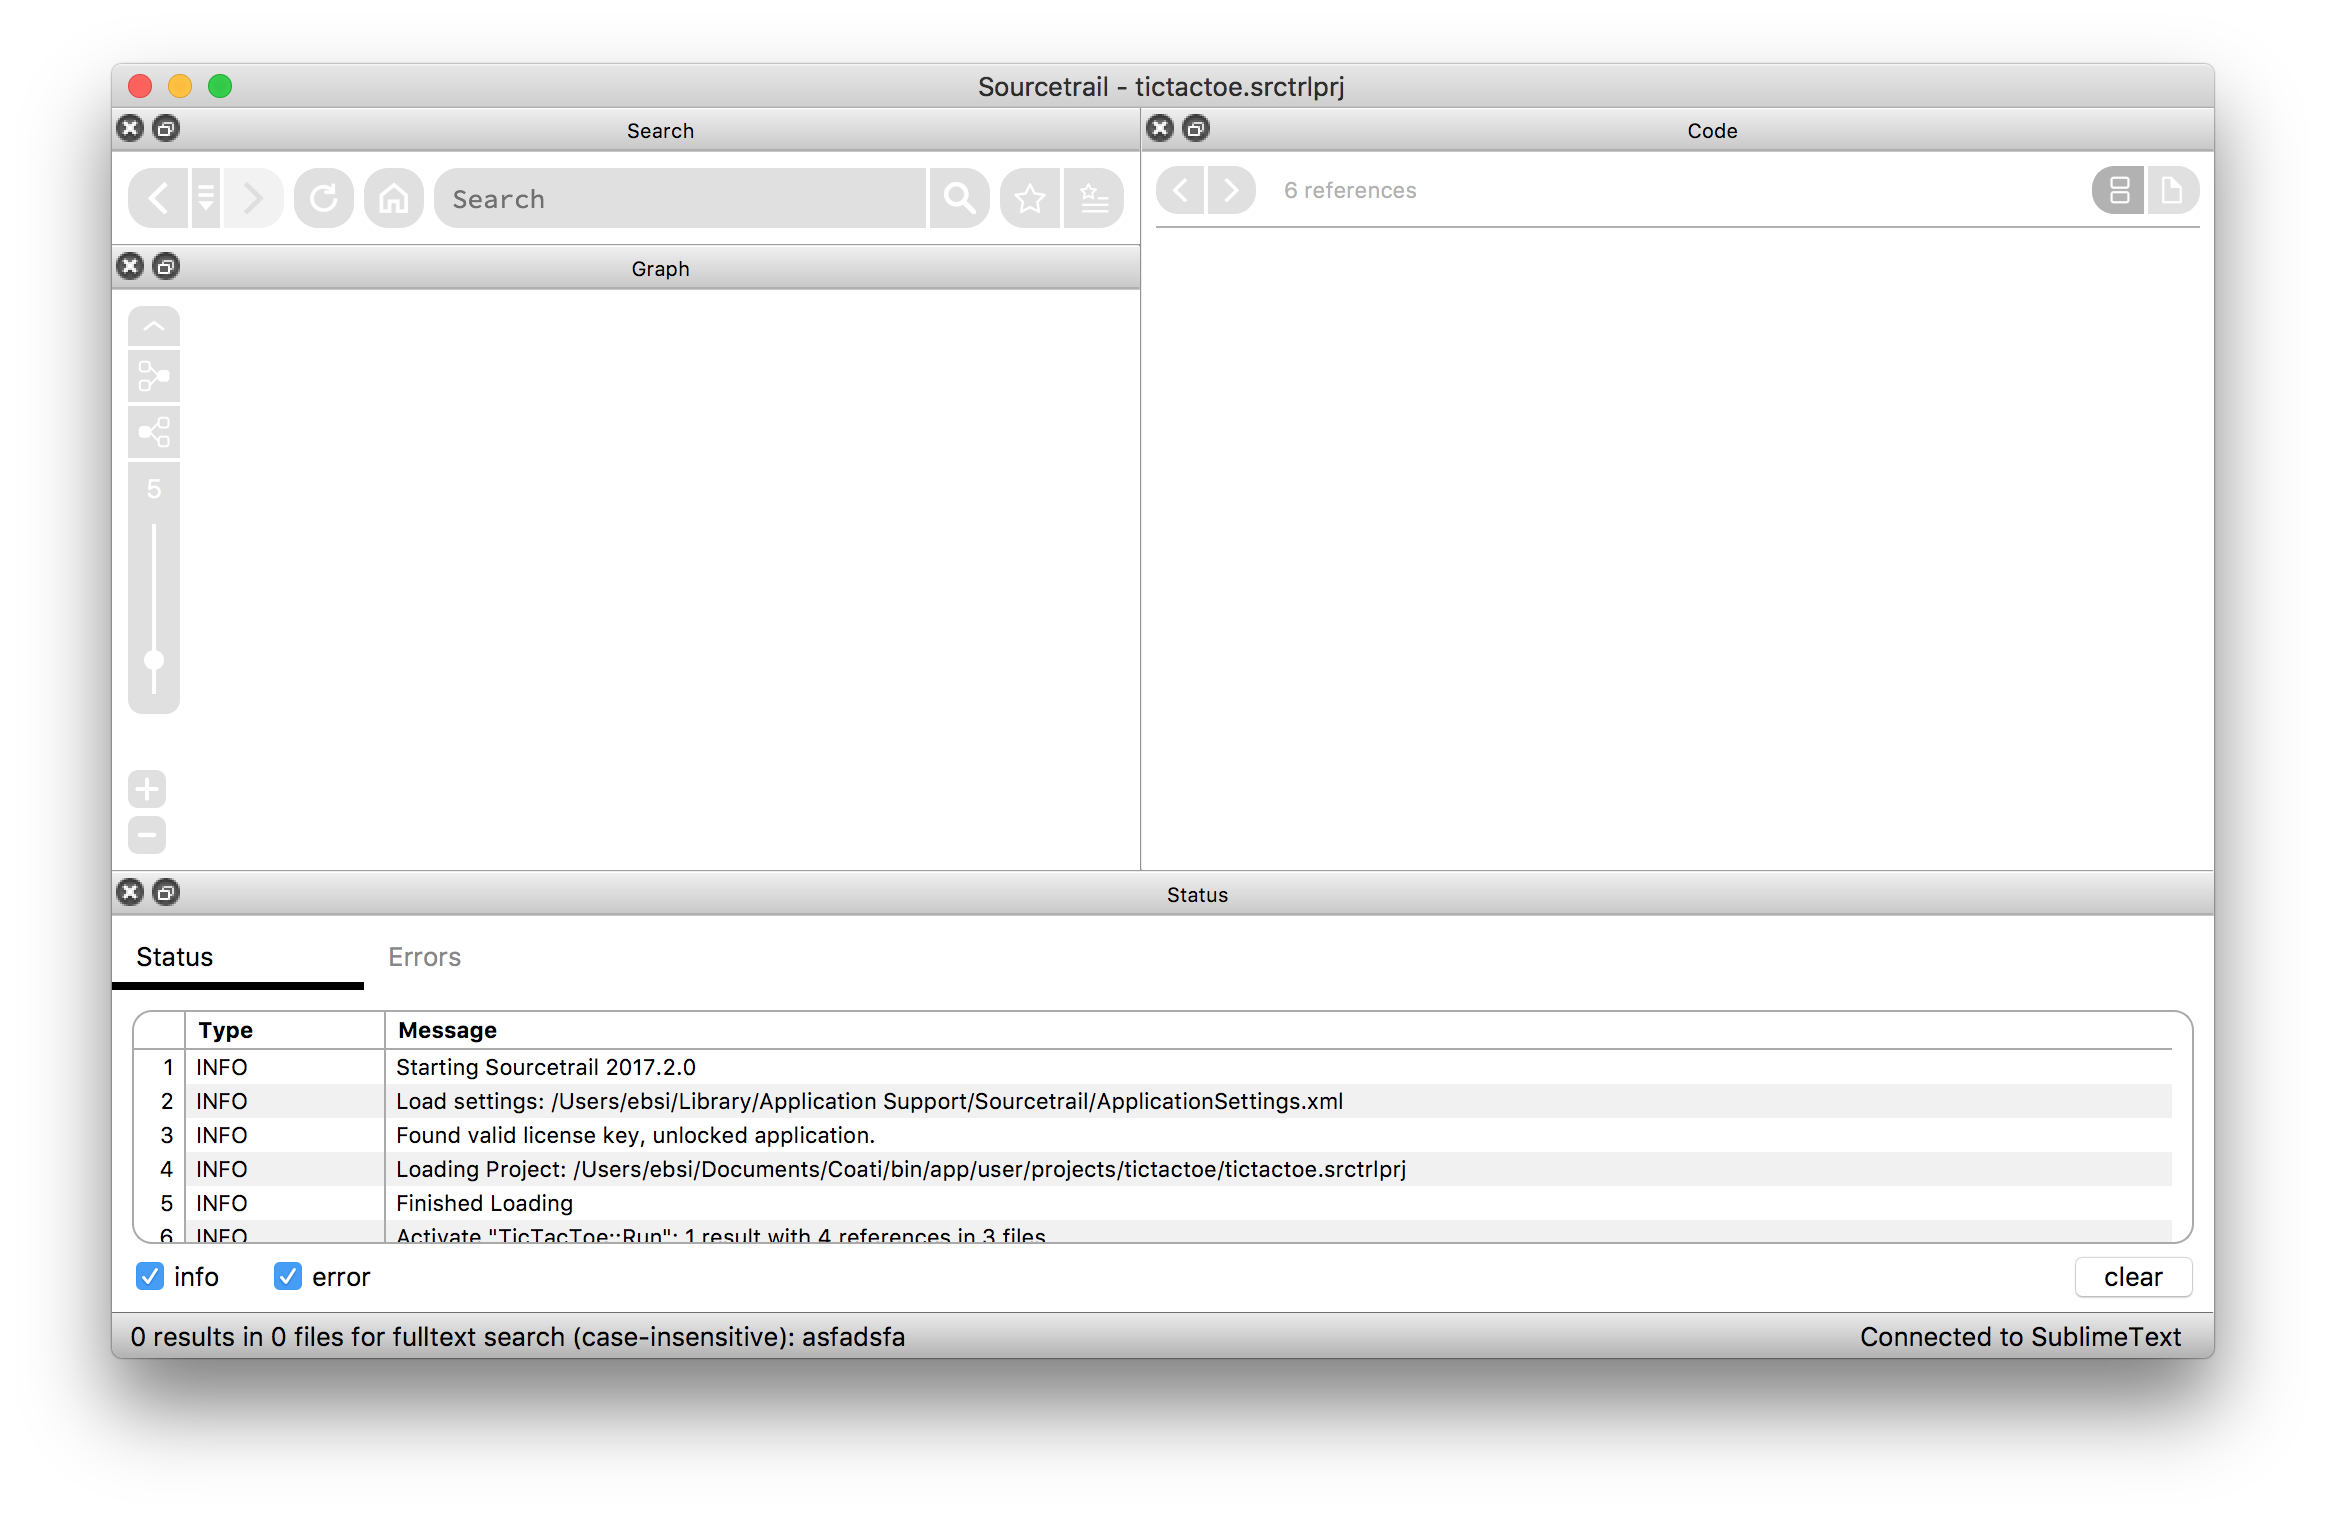 Sourcetrail - tictactoe.srctrlprj
Search
Code
Search
6 references
Graph
5
Status
Status Errors
Type Message
1 INFO Starting Sourcetrail 2017.2.0
2 INFO Load settings: /Users/ebsi/Library/Application Support/Sourcetrail/ApplicationSettings.xml
3 INFO Found valid license key, unlocked application.
4 INFO Loading Project: /Users/ebsi/Documents/Coati/bin/app/user/projects/tictactoe/tictactoe.srctrlprj
5 INFO Finished Loading
6 INFO Activate "TicTacToe::Run": 1 result with 4 references in 3 files
info error clear
0 results in 0 files for fulltext search (case-insensitive): asfadsfa Connected to SublimeText